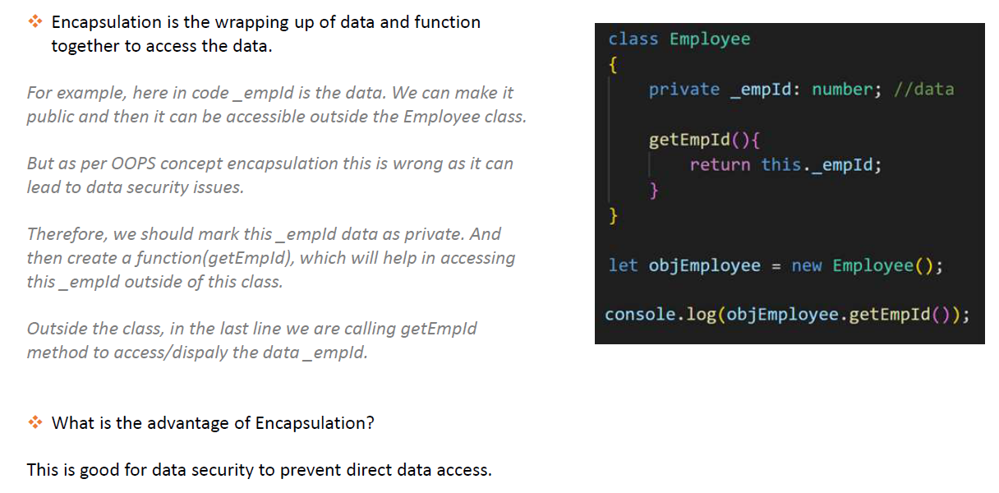 Encapsulation is the wrapping up of data and function
together to access the data.
For example, here in code _empId is the data. We can make it
public and then it can be accessible outside the Employee class.
But as per OOPS concept encapsulation this is wrong as it can
lead to data security issues.
Therefore, we should mark this _empId data as private. And
then create a function(getEmpId), which will help in accessing
this _empId outside of this class.
Outside the class, in the last line we are calling getEmpId
method to access/dispaly the data _empId.
What is the advantage of Encapsulation?
This is good for data security to prevent direct data access.
class Employee
{
private _empId: number; //data
getEmpId(){
return this._empId;
}
}
let objEmployee = new Employee();
console.log(objEmployee.getEmpId());